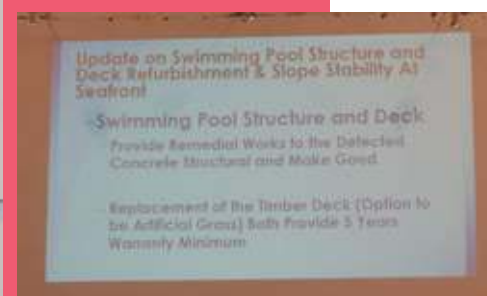 Update on Swimming Pool Structure and
Deck Refurbishment & Slope Stability At
Seafront
Swimming Pool Structure and Deck
Provide Remedial Works to the Defected
Concrete Structural and Make Good
Replacement of the Timber Deck (Option to
be Artificial Grass) Both Provide 5 Years
Warranty Minimum